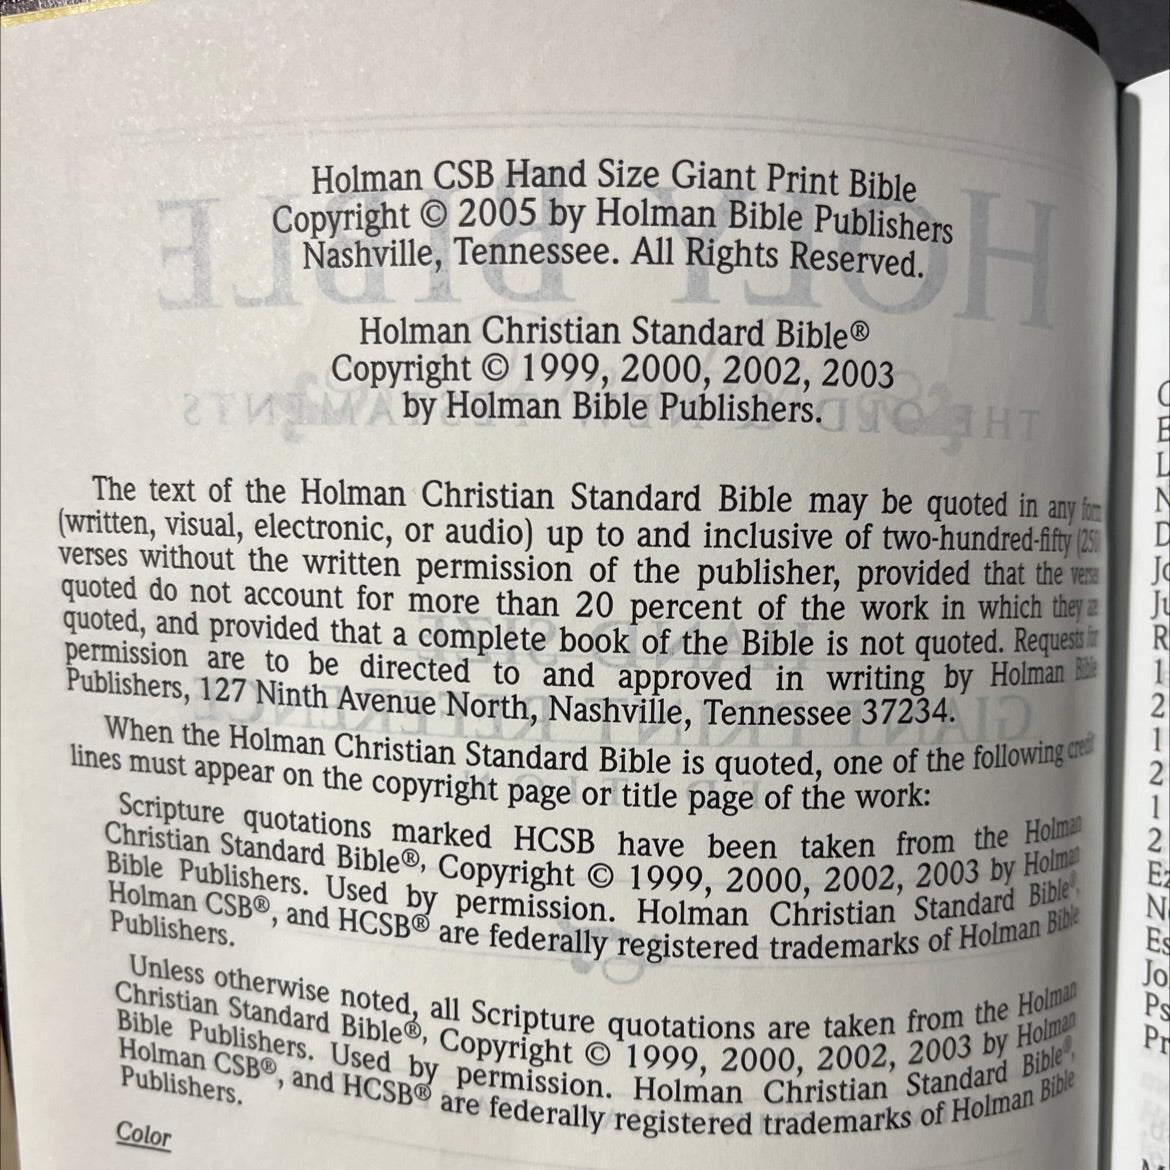 Holman CSB Hand Size Giant Print Bible
Copyright © 2005 by Holman Bible Publishers
Nashville, Tennessee. All Rights Reserved.
Holman Christian Standard Bible®
Copyright © 1999, 2000, 2002, 2003
by Holman Bible Publishers.
The text of the Holman Christian Standard Bible may be quoted in any form
(written, visual, electronic, or audio) up to and inclusive of two-hundred-fifty (250
verses without the written permission of the publisher, provided that the verses
quoted do not account for more than 20 percent of the work in which they are
quoted, and provided that a complete book of the Bible is not quoted. Requests for
permission are to be directed to and approved in writing by Holman Bible
Publishers, 127 Ninth Avenue North, Nashville, Tennessee 37234.
When the Holman Christian Standard Bible is quoted, one of the following credit
lines must appear on the copyright page or title page of the work:
Scripture quotations marked HCSB have been taken from the Holman
Christian Standard Bible®, Copyright © 1999, 2000, 2002, 2003 by Holman
Bible Publishers. Used by permission. Holman Christian Standard Bible®,
Holman CSB®, and HCSB® are federally registered trademarks of Holman Bible
Publishers.
Unless otherwise noted, all Scripture quotations are taken from the Holman
Christian Standard Bible®, Copyright © 1999, 2000, 2002, 2003 by Holman
Bible Publishers. Used by permission. Holman Christian Standard Bible®,
Holman CSB®, and HCSB® are federally registered trademarks of Holman Bible
Publishers.
Color